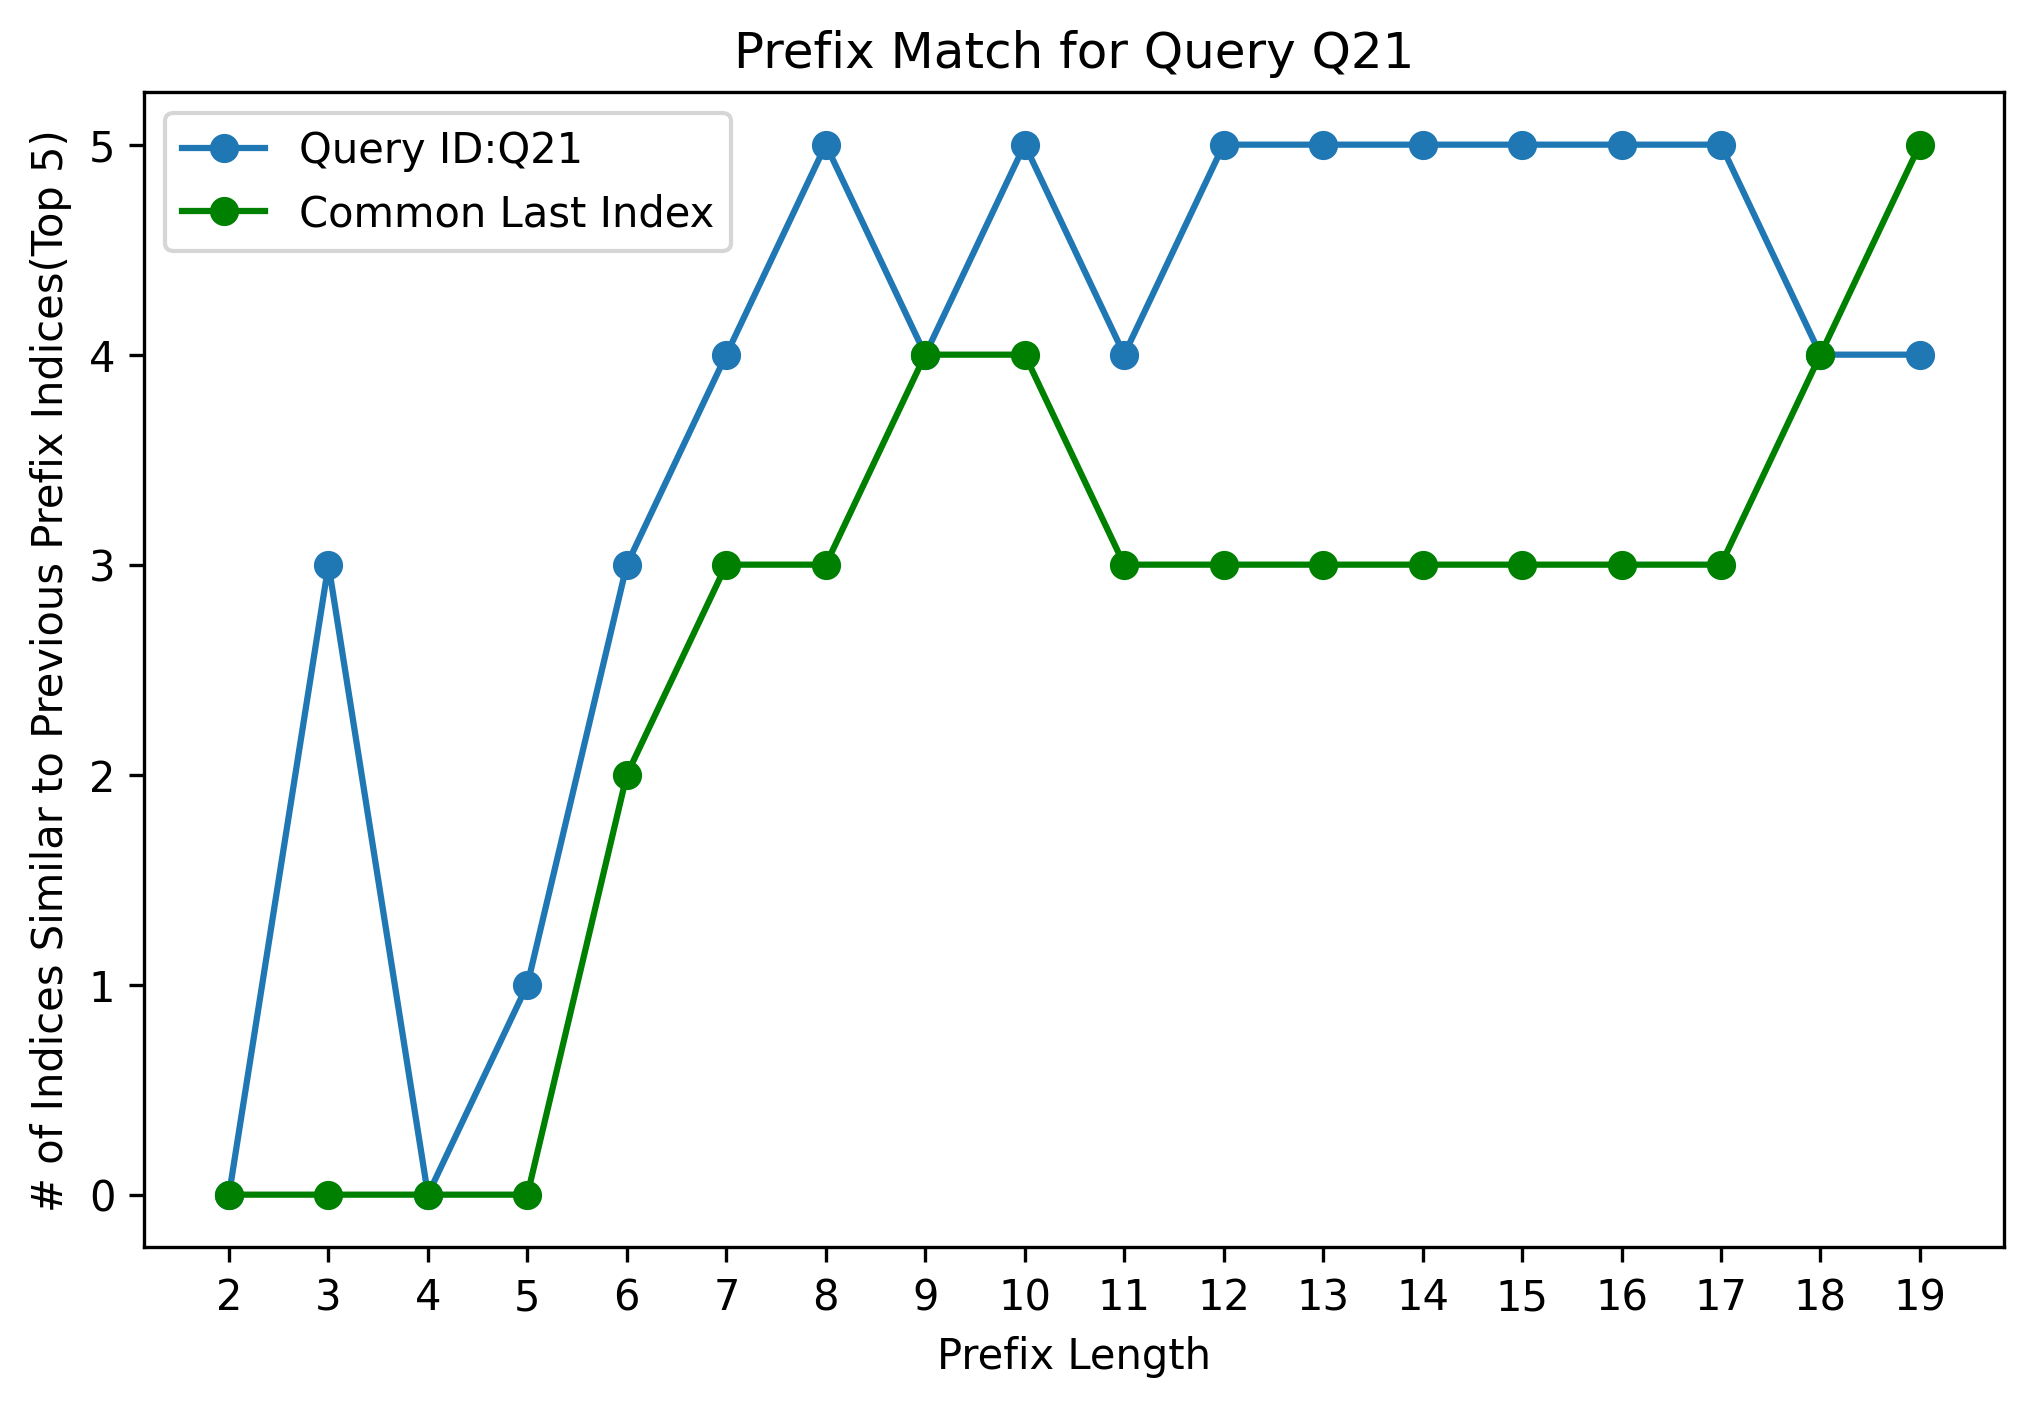 Prefix Match for Query Q21
Query ID:Q21
Common Last Index
# of Indices Similar to Previous Prefix Indices(Top 5)
5
4
3
2
1
0
2 3 4 5 6 7 8 9 10 11 12 13 14 15 16 17 18 19
Prefix Length